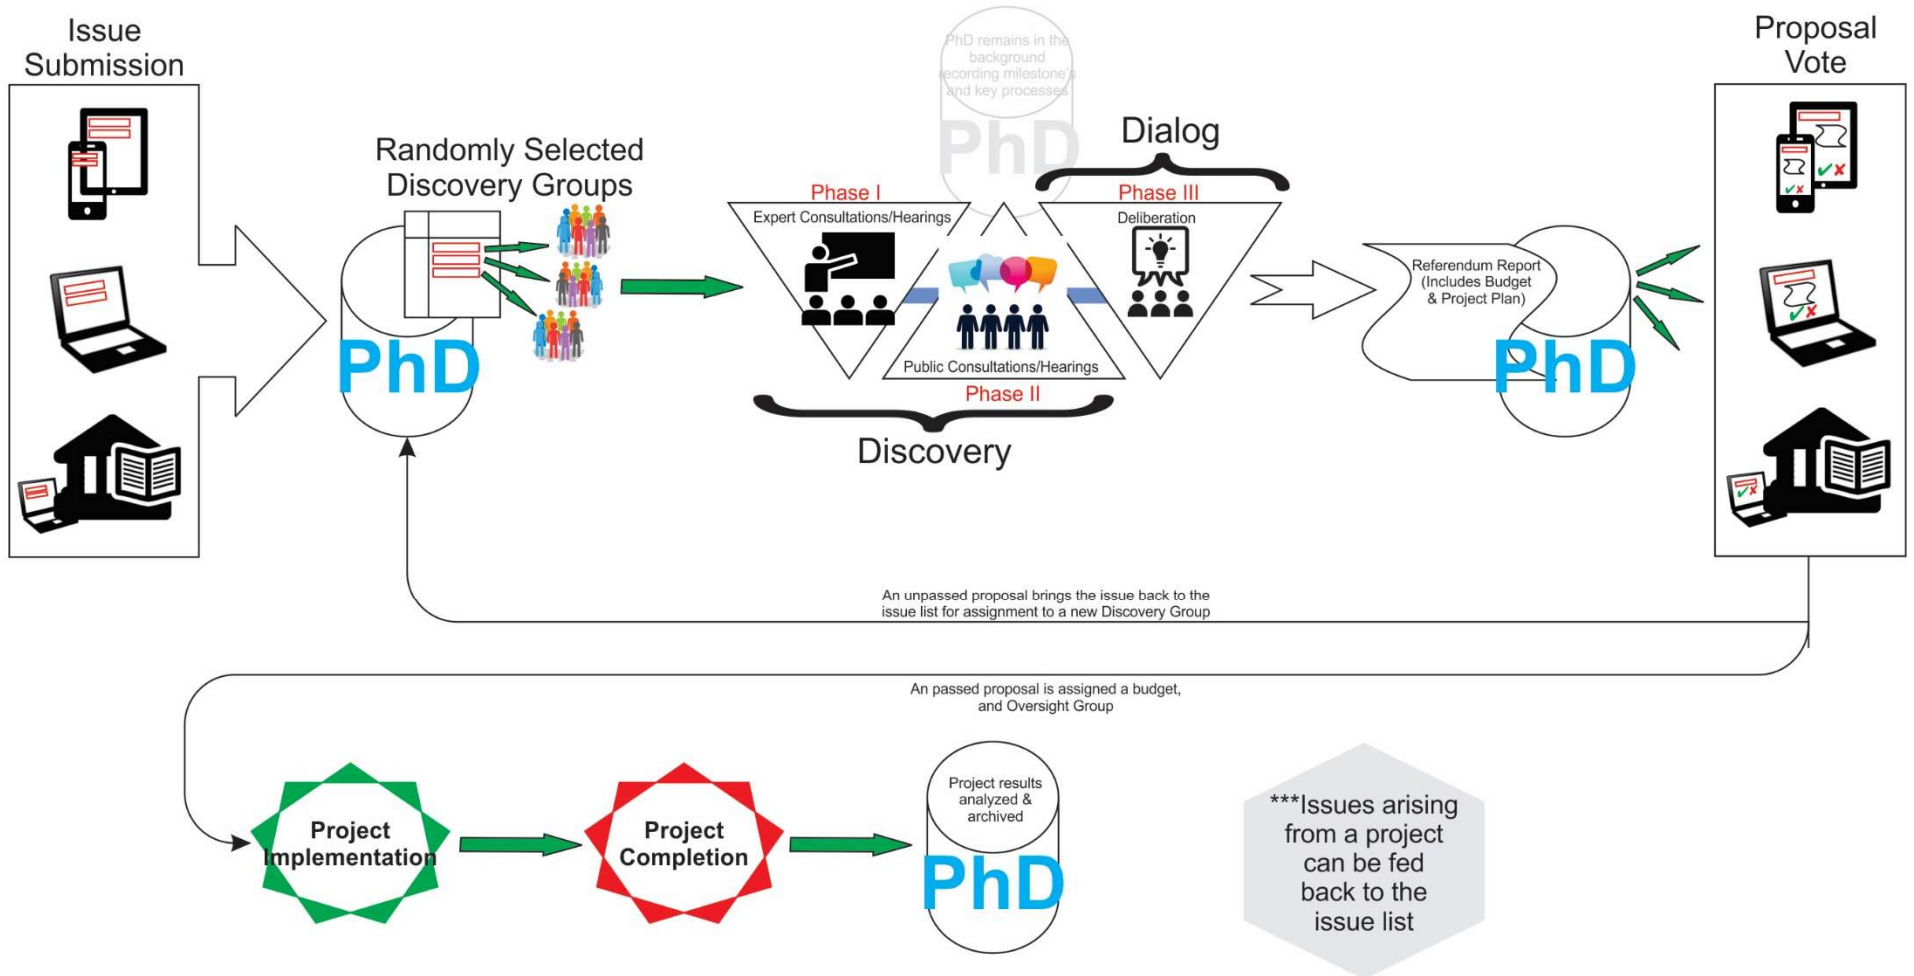 Issue
Submission
Randomly Selected
Discovery Groups
PhD
PhD remains in the
background
recording milestone's
and key processes
PhD
Dialog
Phase I
Expert Consultations/Hearings
Phase III
Deliberation
Public Consultations/Hearings
Phase II
Discovery
Referendum Report
(Includes Budget
& Project Plan)
PhD
Proposal
Vote
An unpassed proposal brings the issue back to the
issue list for assignment to a new Discovery Group
An passed proposal is assigned a budget,
and Oversight Group
Project
Implementation
Project
Completion
Project results
analyzed &
archived
PhD
***Issues arising
from a project
can be fed
back to the
issue list